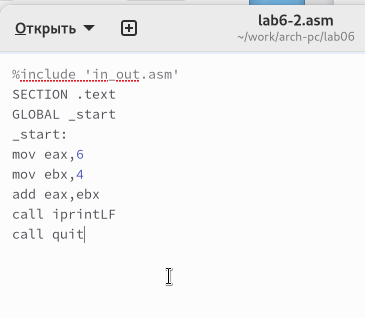 Открыть
lab6-2.asm
~/work/arch-pc/lab06
%include 'in_out.asm'
SECTION .text
GLOBAL _start
_start:
mov eax,6
mov ebx,4
add eax,ebx
call iprintLF
call quit